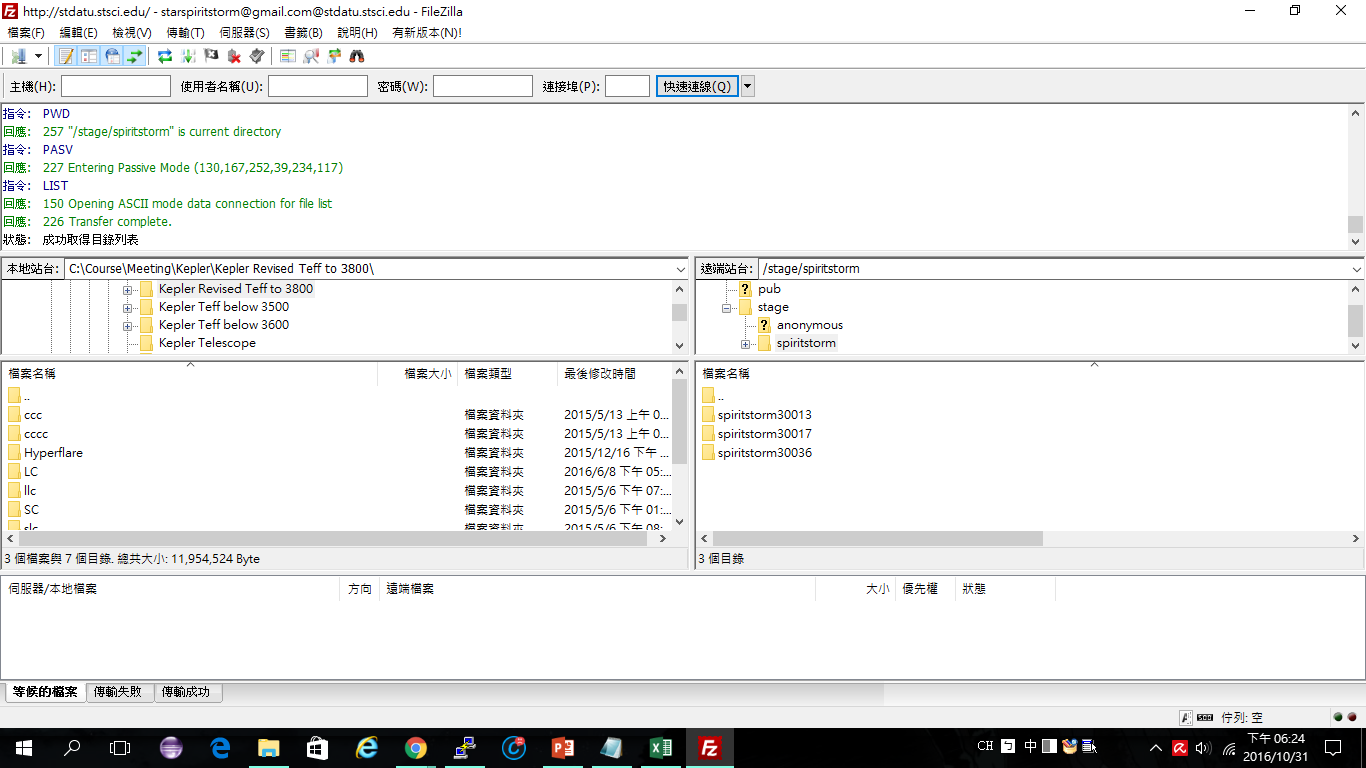 http://stdatu.stsci.edu/ - starspiritstorm@gmail.com@stdatu.stsci.edu - FileZilla
檔案(F) 編輯(E) 檢視(V) 傳輸(T) 伺服器(S) 書籤(B) 說明(H) 有新版本(N)!
主機(H): 使用者名稱(U): 密碼(W): 連接埠(P): 快速連線(Q)
指令: PWD
回應: 257 "/stage/spiritstorm" is current directory
指令: PASV
回應: 227 Entering Passive Mode (130,167,252,39,234,117)
指令: LIST
回應: 150 Opening ASCII mode data connection for file list
回應: 226 Transfer complete.
狀態: 成功取得目錄列表
本地站台: C:\Course\Meeting\Kepler\Kepler Revised Teff to 3800\
Kepler Revised Teff to 3800
Kepler Teff below 3500
Kepler Teff below 3600
Kepler Telescope
檔案名稱 檔案大小 檔案類型 最後修改時間
..
ccc 檔案資料夾 2015/5/13 上午 0...
cccc 檔案資料夾 2015/5/13 上午 0...
Hyperflare 檔案資料夾 2015/12/16 下午 ...
LC 檔案資料夾 2016/6/8 下午 05:...
llc 檔案資料夾 2015/5/6 下午 07:...
SC 檔案資料夾 2015/5/6 下午 01:...
slc 檔案資料夾 2015/5/6 下午 08:...
3 個檔案與 7 個目錄. 總共大小: 11,954,524 Byte
遠端站台: /stage/spiritstorm
pub
stage
anonymous
spiritstorm
檔案名稱
..
spiritstorm30013
spiritstorm30017
spiritstorm30036
3 個目錄
伺服器/本地檔案 方向 遠端檔案 大小 優先權 狀態
等候的檔案 傳輸失敗 傳輸成功
佇列: 空
CH 中
下午 06:24
2016/10/31